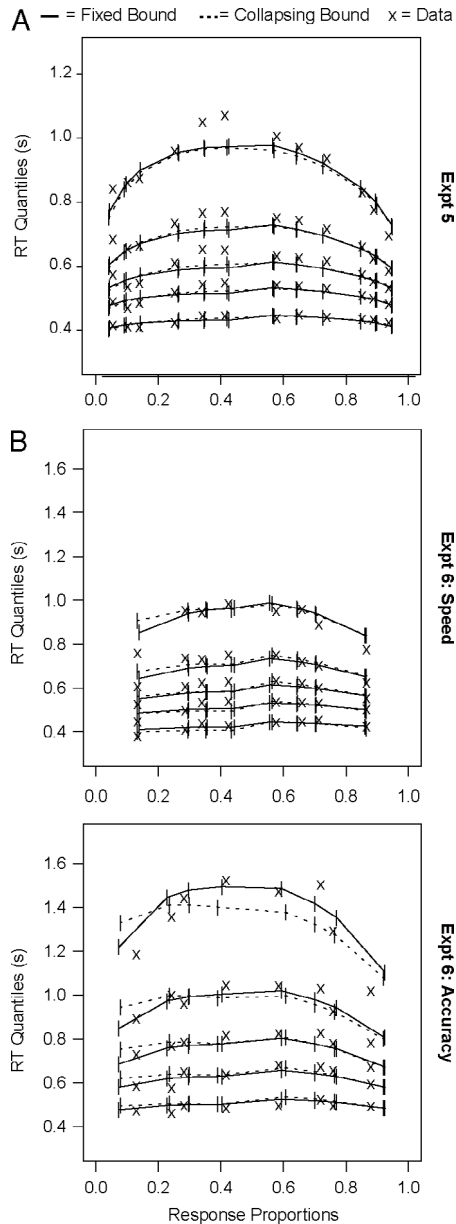 A
= Fixed Bound = Collapsing Bound x = Data
1.2
1.0
0.8
0.6
0.4
RT Quantiles (s)
Expt 5
0.0 0.2 0.4 0.6 0.8 1.0
B
1.6
1.4
1.2
1.0
0.8
0.6
0.4
RT Quantiles (s)
Expt 6: Speed
0.0 0.2 0.4 0.6 0.8 1.0
1.6
1.4
1.2
1.0
0.8
0.6
0.4
RT Quantiles (s)
Expt 6: Accuracy
0.0 0.2 0.4 0.6 0.8 1.0
Response Proportions